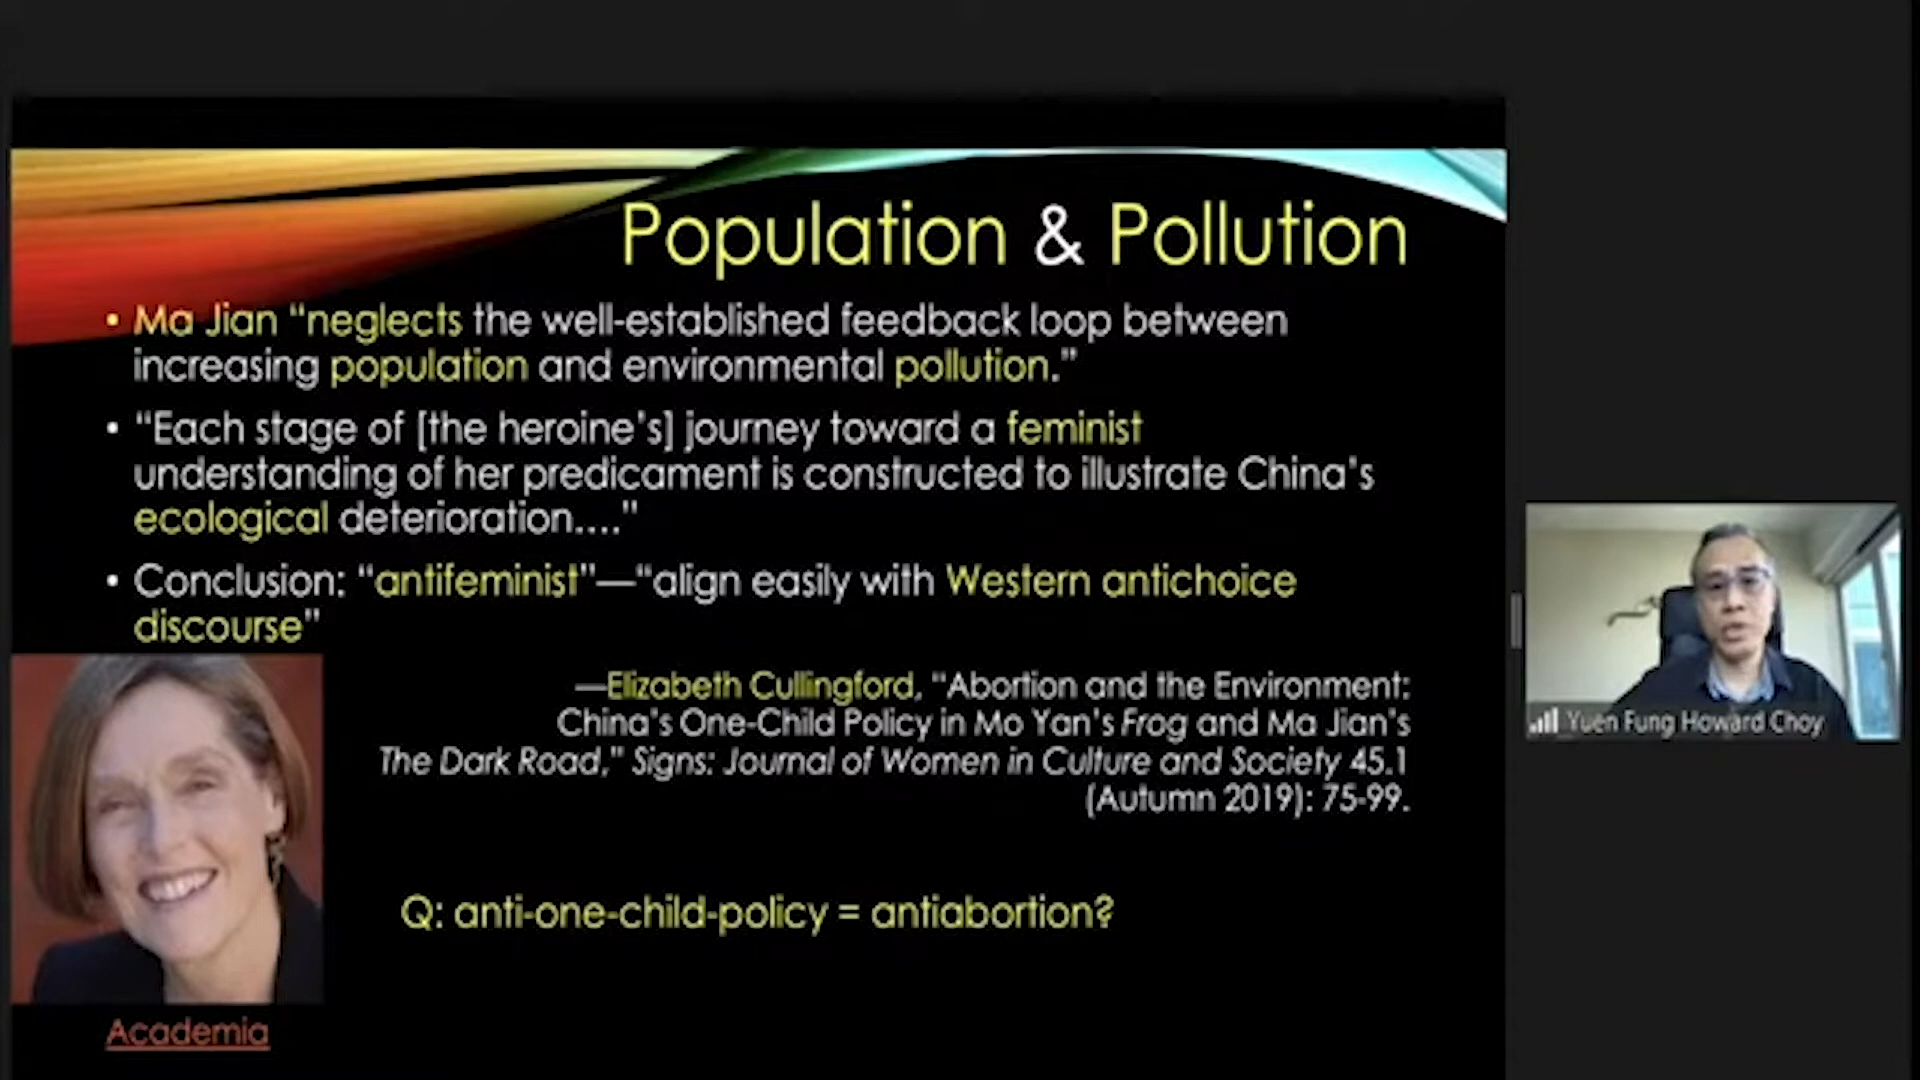 Population & Pollution
• Ma Jian “neglects the well-established feedback loop between
increasing population and environmental pollution.”
• “Each stage of [the heroine’s] journey toward a feminist
understanding of her predicament is constructed to illustrate China’s
ecological deterioration....”
• Conclusion: “antifeminist”—“align easily with Western antichoice
discourse”
—Elizabeth Cullingford, “Abortion and the Environment:
China’s One-Child Policy in Mo Yan’s Frog and Ma Jian’s
The Dark Road,” Signs: Journal of Women in Culture and Society 45.1
(Autumn 2019): 75-99.
Q: anti-one-child-policy = antiabortion?
Academia
Yuen Fung Howard Choy